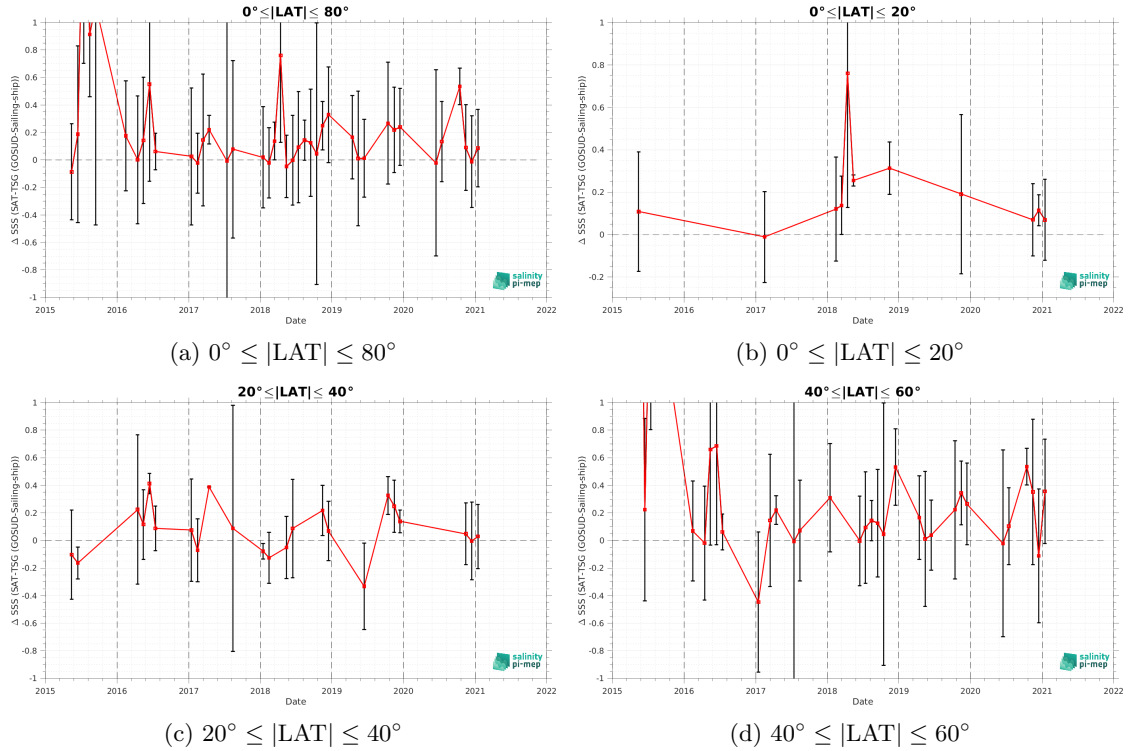 0°≤|LAT|≤ 80°
1
0.8
0.6
0.4
0.2
0
-0.2
-0.4
-0.6
-0.8
-1
Δ SSS (SAT-TSG (GOSUD-Sailing-ship))
2015 2016 2017 2018 2019 2020 2021 2022
Date
salinity
pi-mep
(a) 0° ≤ |LAT| ≤ 80°
0°≤|LAT|≤ 20°
1
0.8
0.6
0.4
0.2
0
-0.2
Δ SSS (SAT-TSG (GOSUD-Sailing-ship))
2015 2016 2017 2018 2019 2020 2021 2022
Date
salinity
pi-mep
(b) 0° ≤ |LAT| ≤ 20°
20°≤|LAT|≤ 40°
1
0.8
0.6
0.4
0.2
0
-0.2
-0.4
-0.6
-0.8
-1
Δ SSS (SAT-TSG (GOSUD-Sailing-ship))
2015 2016 2017 2018 2019 2020 2021 2022
Date
salinity
pi-mep
(c) 20° ≤ |LAT| ≤ 40°
40°≤|LAT|≤ 60°
1
0.8
0.6
0.4
0.2
0
-0.2
-0.4
-0.6
-0.8
-1
Δ SSS (SAT-TSG (GOSUD-Sailing-ship))
2015 2016 2017 2018 2019 2020 2021 2022
Date
salinity
pi-mep
(d) 40° ≤ |LAT| ≤ 60°